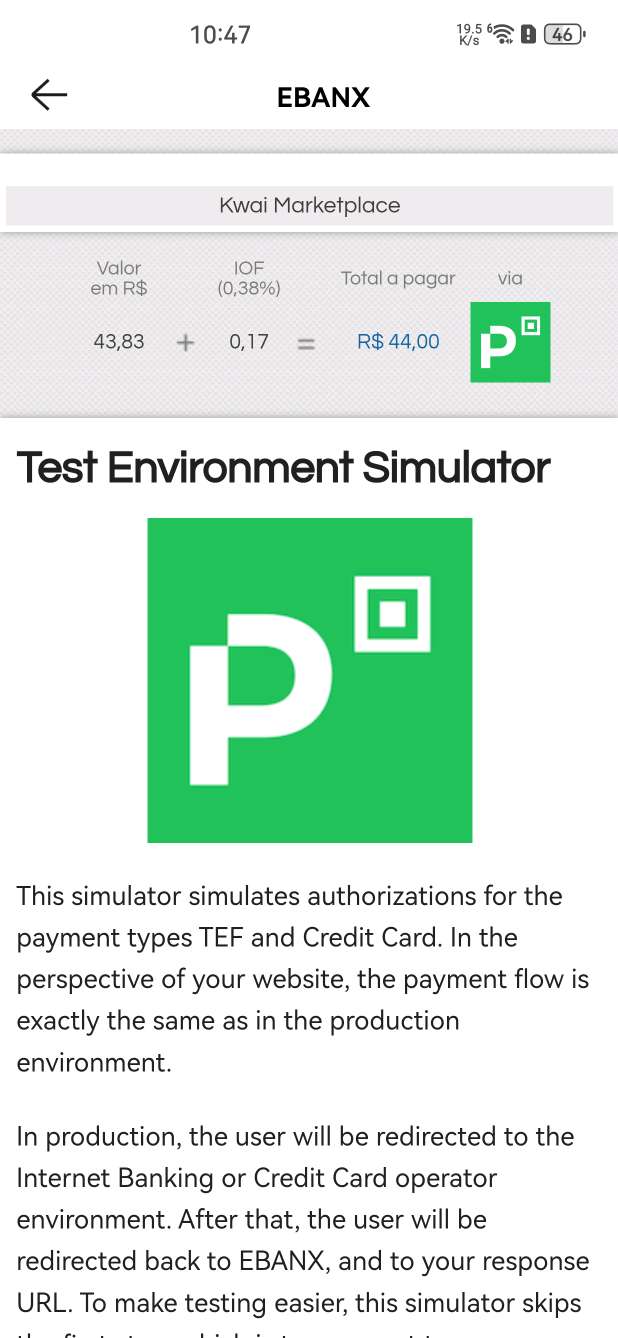 10:47
19.5 K/s 6 46
EBANX
Kwai Marketplace
Valor em R$ IOF (0,38%) Total a pagar via
43,83 + 0,17 = R$ 44,00
Test Environment Simulator
This simulator simulates authorizations for the
payment types TEF and Credit Card. In the
perspective of your website, the payment flow is
exactly the same as in the production
environment.
In production, the user will be redirected to the
Internet Banking or Credit Card operator
environment. After that, the user will be
redirected back to EBANX, and to your response
URL. To make testing easier, this simulator skips